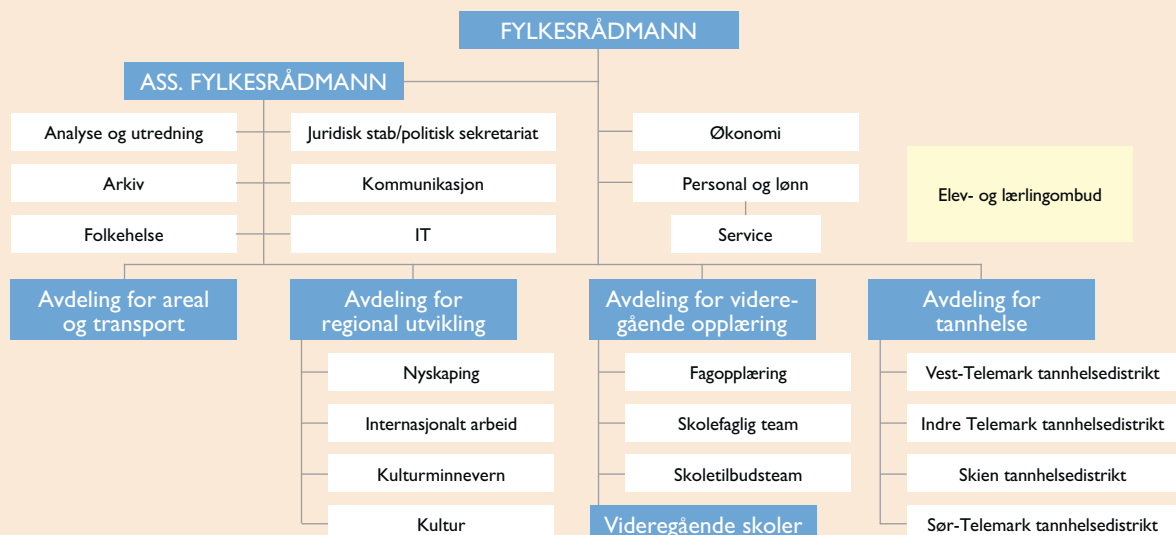 FYLKESRÅDMANN
ASS. FYLKESRÅDMANN
Analyse og utredning
Juridisk stab/politisk sekretariat
Økonomi
Arkiv
Kommunikasjon
Personal og lønn
Elev- og lærlingombud
Folkehelse
IT
Service
Avdeling for areal
og transport
Avdeling for
regional utvikling
Avdeling for videre-
gående opplæring
Avdeling for
tannhelse
Nyskaping
Fagopplæring
Vest-Telemark tannhelsedistrikt
Internasjonalt arbeid
Skolefaglig team
Indre Telemark tannhelsedistrikt
Kulturminnevern
Skoletilbudsteam
Skien tannhelsedistrikt
Kultur
Videregående skoler
Sør-Telemark tannhelsedistrikt